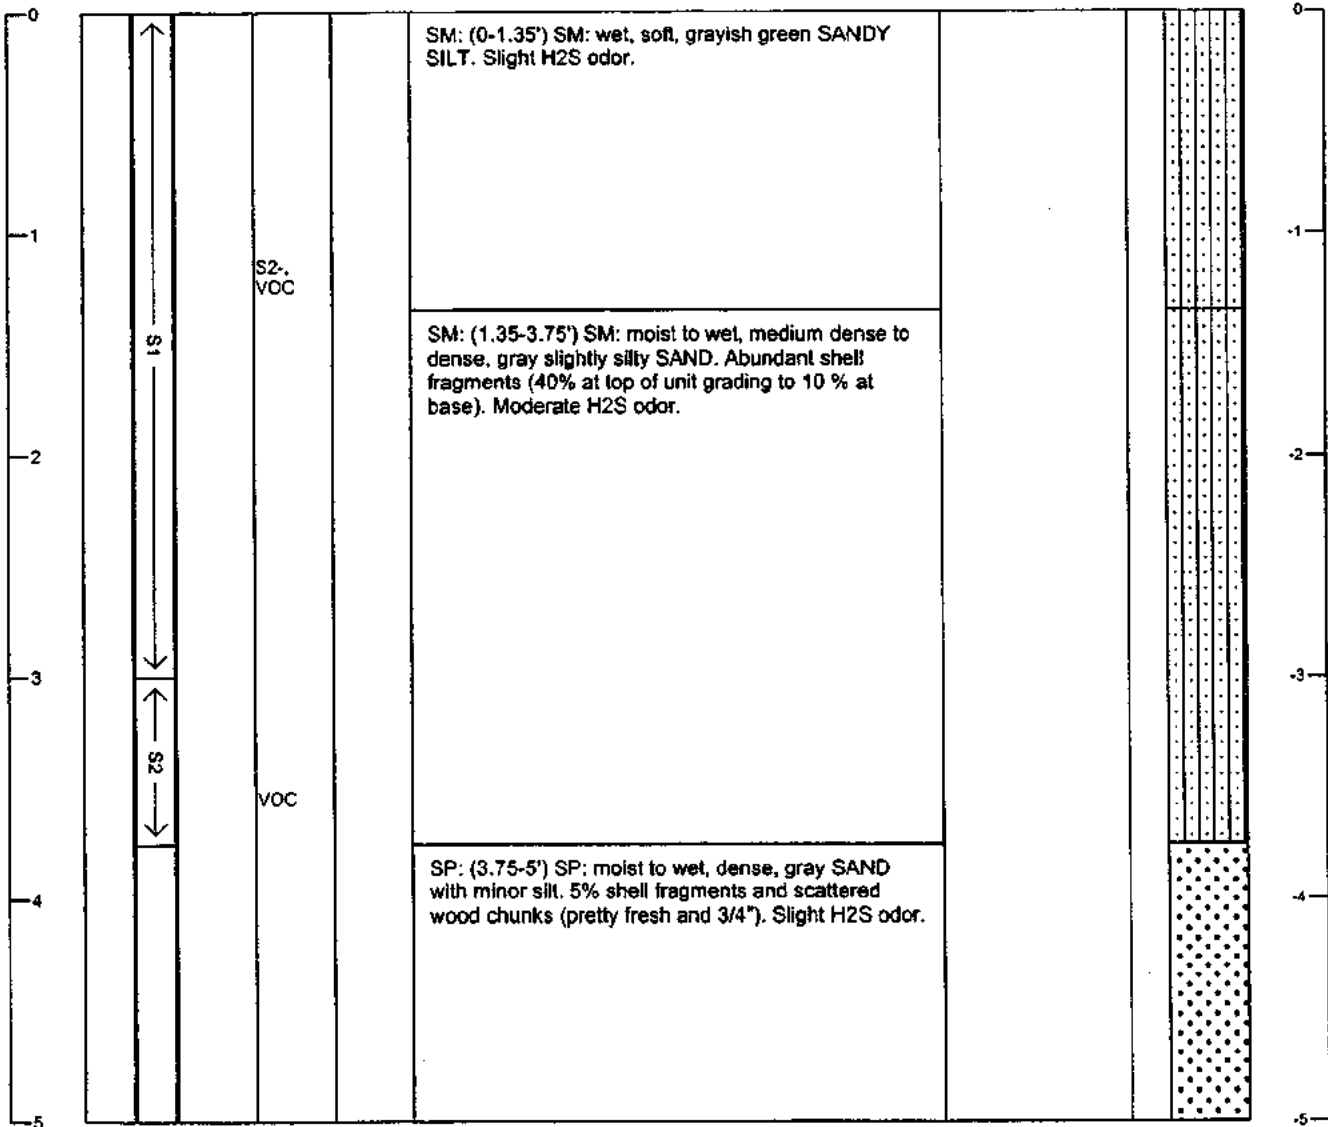 0
1
2
3
4
5
S1
S2
S2-,
VOC
VOC
SM: (0-1.35') SM: wet, soft, grayish green SANDY
SILT. Slight H2S odor.
SM: (1.35-3.75') SM: moist to wet, medium dense to
dense, gray slightly silty SAND. Abundant shell
fragments (40% at top of unit grading to 10 % at
base). Moderate H2S odor.
SP: (3.75-5') SP: moist to wet, dense, gray SAND
with minor silt. 5% shell fragments and scattered
wood chunks (pretty fresh and 3/4"). Slight H2S odor.
0
-1
-2
-3
-4
-5